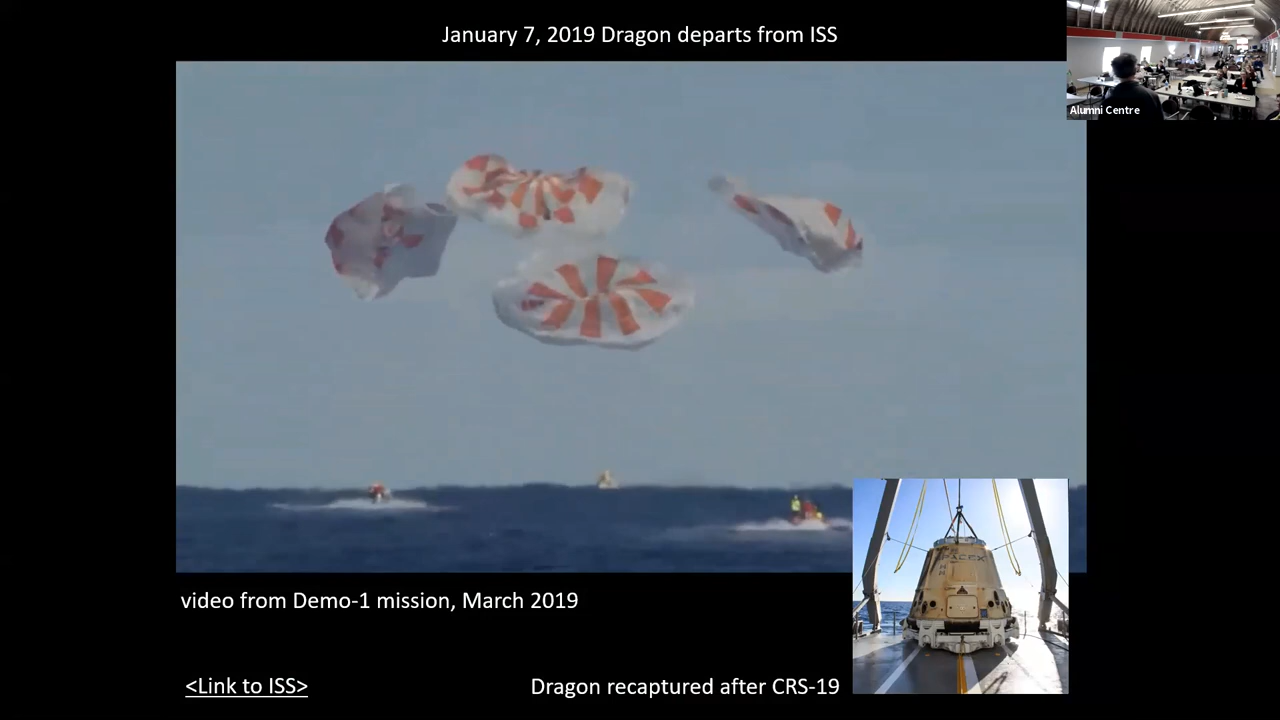 January 7, 2019 Dragon departs from ISS
Alumni Centre
SPACEX
video from Demo-1 mission, March 2019
<Link to ISS>
Dragon recaptured after CRS-19